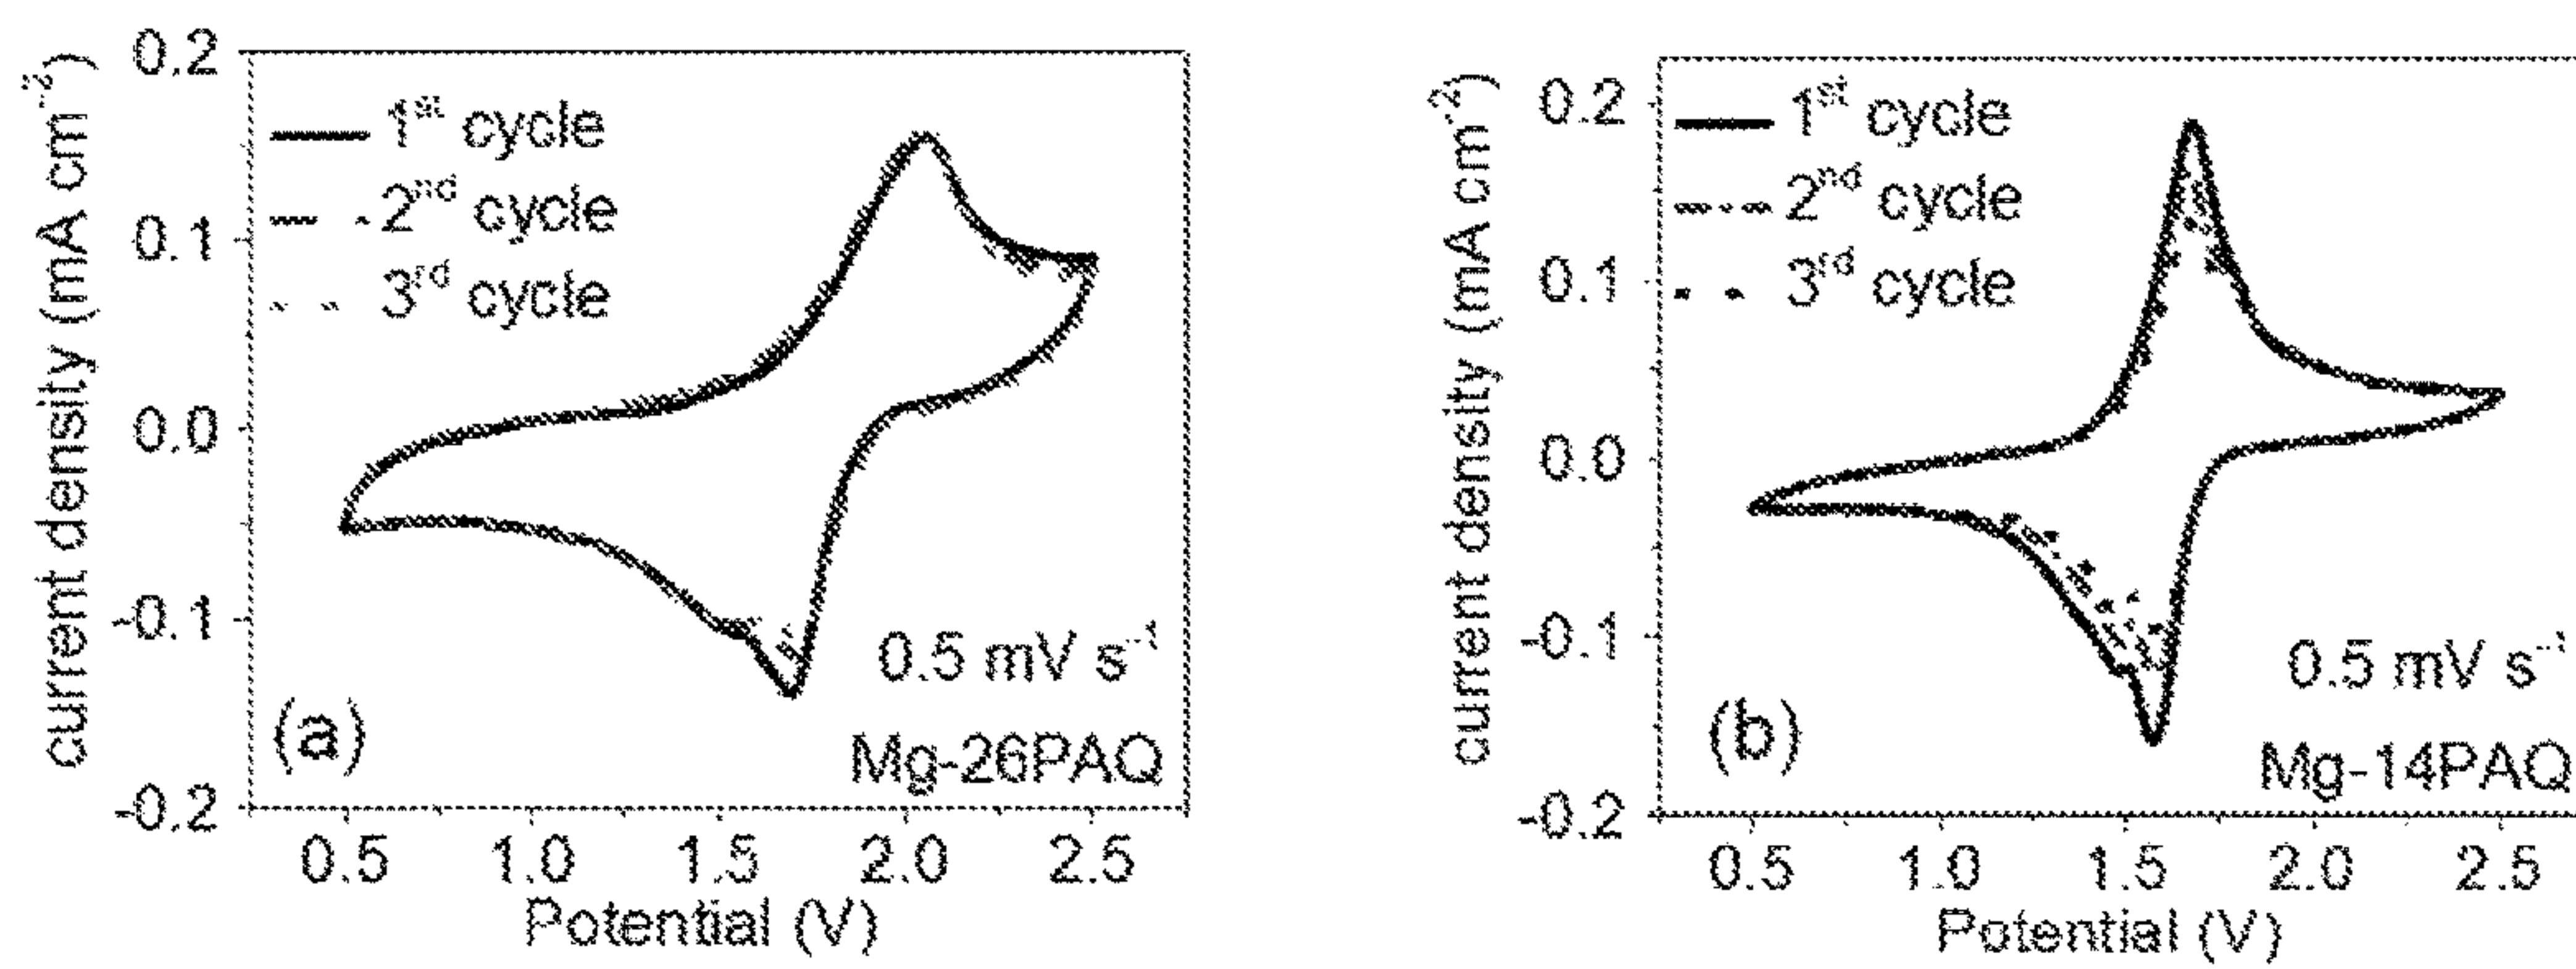 current density (mA cm⁻²)
0.2
0.1
0.0
-0.1
-0.2
1st cycle
2nd cycle
3rd cycle
0.5 mV s⁻¹
(a)
Mg-26PAQ
0.5 1.0 1.5 2.0 2.5
Potential (V)
current density (mA cm⁻²)
0.2
0.1
0.0
-0.1
-0.2
1st cycle
2nd cycle
3rd cycle
0.5 mV s⁻¹
(b)
Mg-14PAQ
0.5 1.0 1.5 2.0 2.5
Potential (V)